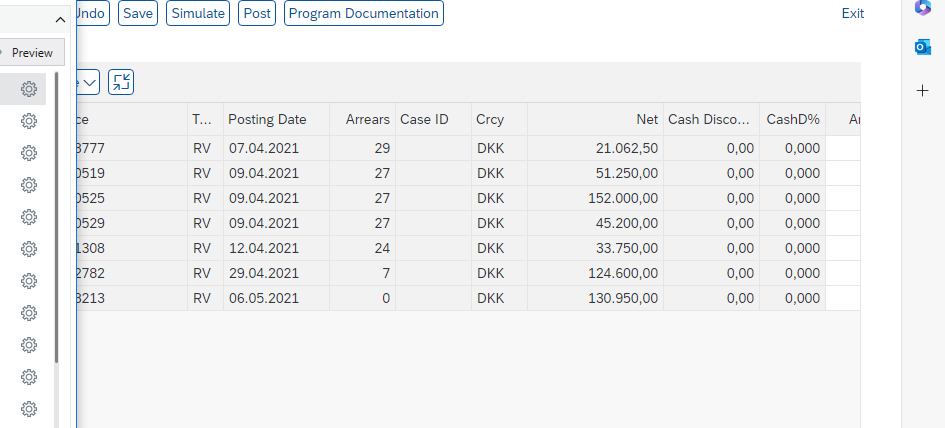 Undo Save Simulate Post Program Documentation Exit
Preview
ce T... Posting Date Arrears Case ID Crcy Net Cash Disco... CashD% Ar
3777 RV 07.04.2021 29 DKK 21.062,50 0,00 0,000
0519 RV 09.04.2021 27 DKK 51.250,00 0,00 0,000
0525 RV 09.04.2021 27 DKK 152.000,00 0,00 0,000
0529 RV 09.04.2021 27 DKK 45.200,00 0,00 0,000
1308 RV 12.04.2021 24 DKK 33.750,00 0,00 0,000
2782 RV 29.04.2021 7 DKK 124.600,00 0,00 0,000
3213 RV 06.05.2021 0 DKK 130.950,00 0,00 0,000